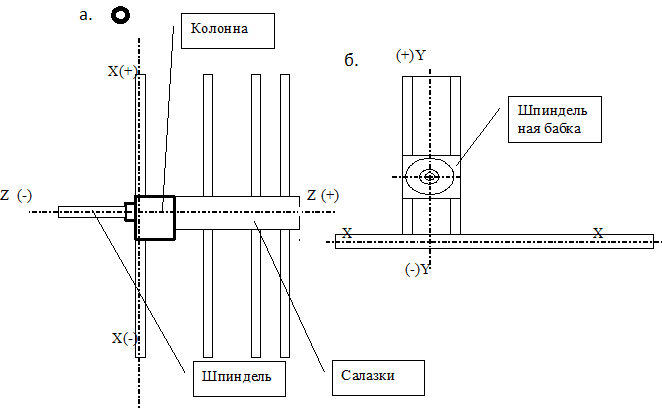 а.
Колонна
X(+)
б.
(+)Y
Шпиндель
ная бабка
Z (-)
Z (+)
X
X
(-)Y
X(-)
Шпиндель
Салазки